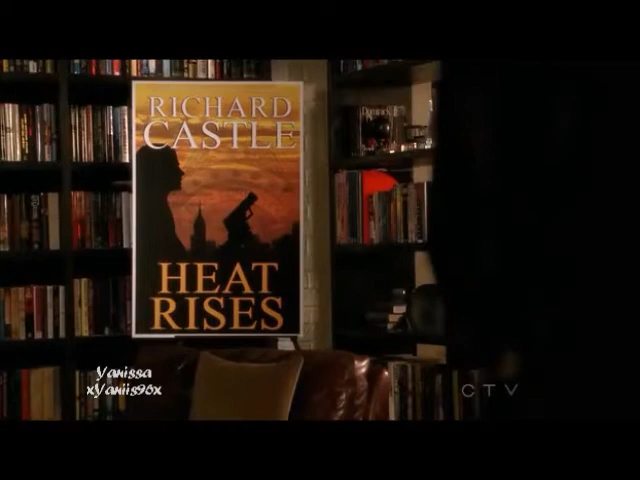 RICHARD
CASTLE
HEAT
RISES
Yanissa
xYaniis96x
CTV